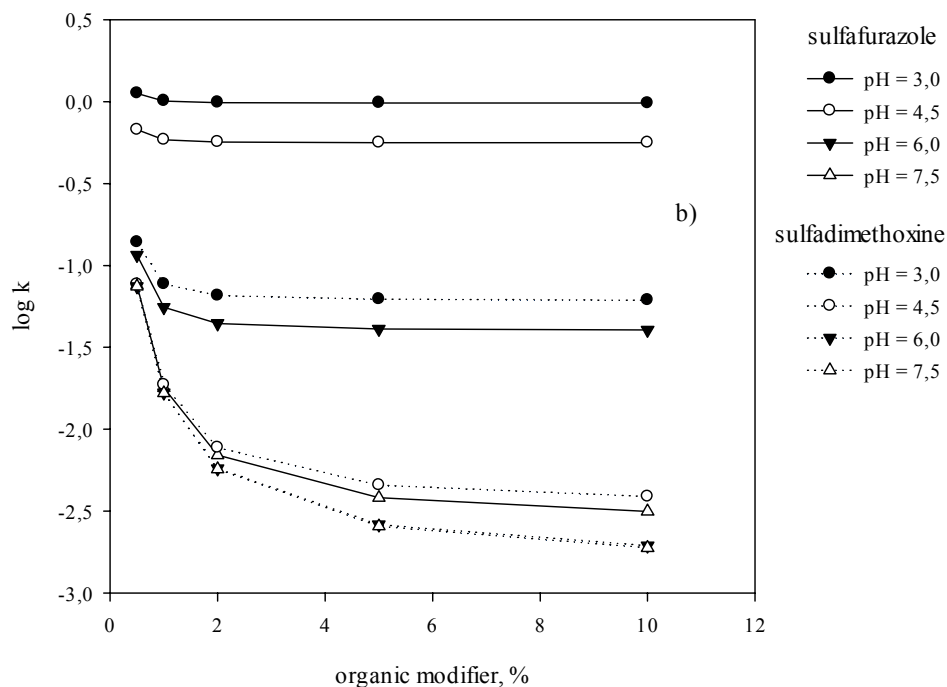 0,5
0,0
-0,5
-1,0
-1,5
-2,0
-2,5
-3,0
log k
0 2 4 6 8 10 12
organic modifier, %
b)
sulfafurazole
pH = 3,0
pH = 4,5
pH = 6,0
pH = 7,5
sulfadimethoxine
pH = 3,0
pH = 4,5
pH = 6,0
pH = 7,5